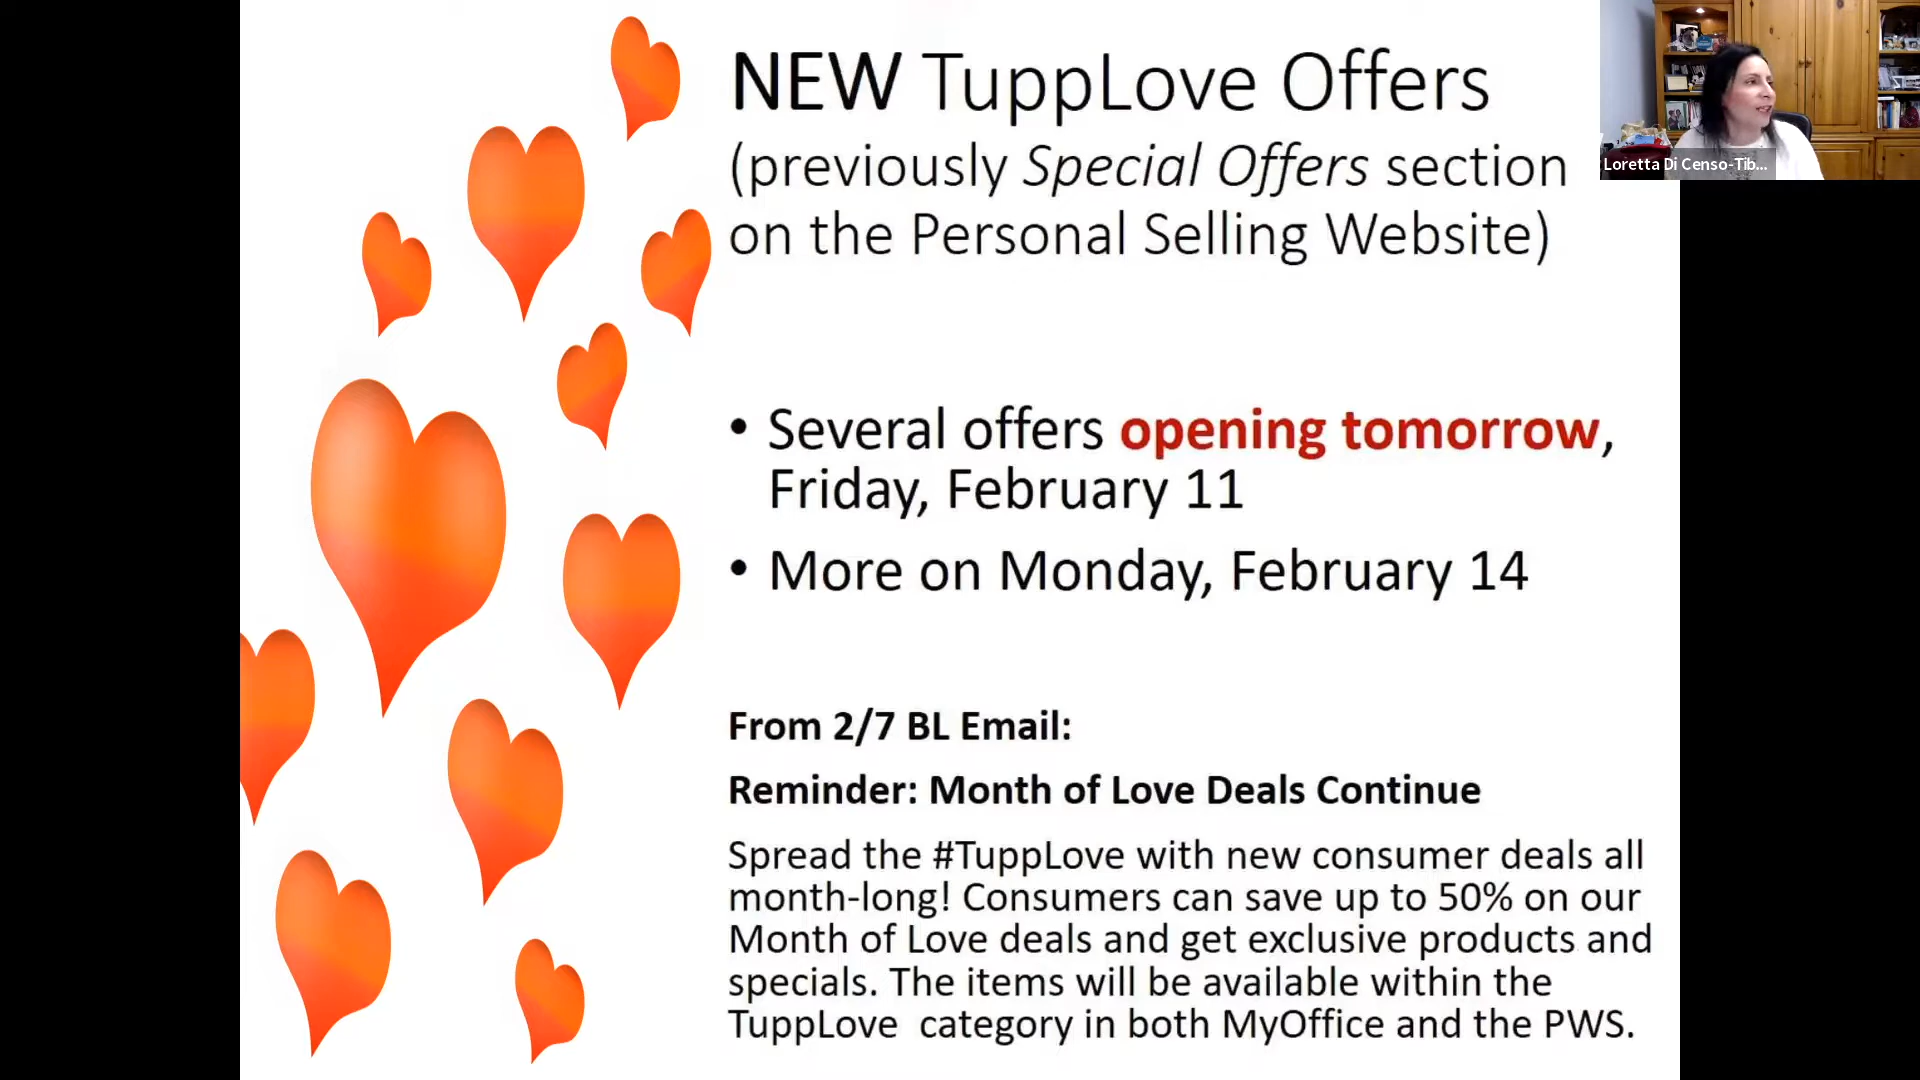 NEW TuppLove Offers
(previously Special Offers section
on the Personal Selling Website)
• Several offers opening tomorrow,
Friday, February 11
• More on Monday, February 14
From 2/7 BL Email:
Reminder: Month of Love Deals Continue
Spread the #TuppLove with new consumer deals all
month-long! Consumers can save up to 50% on our
Month of Love deals and get exclusive products and
specials. The items will be available within the
TuppLove category in both MyOffice and the PWS.
Loretta Di Censo-Tib...